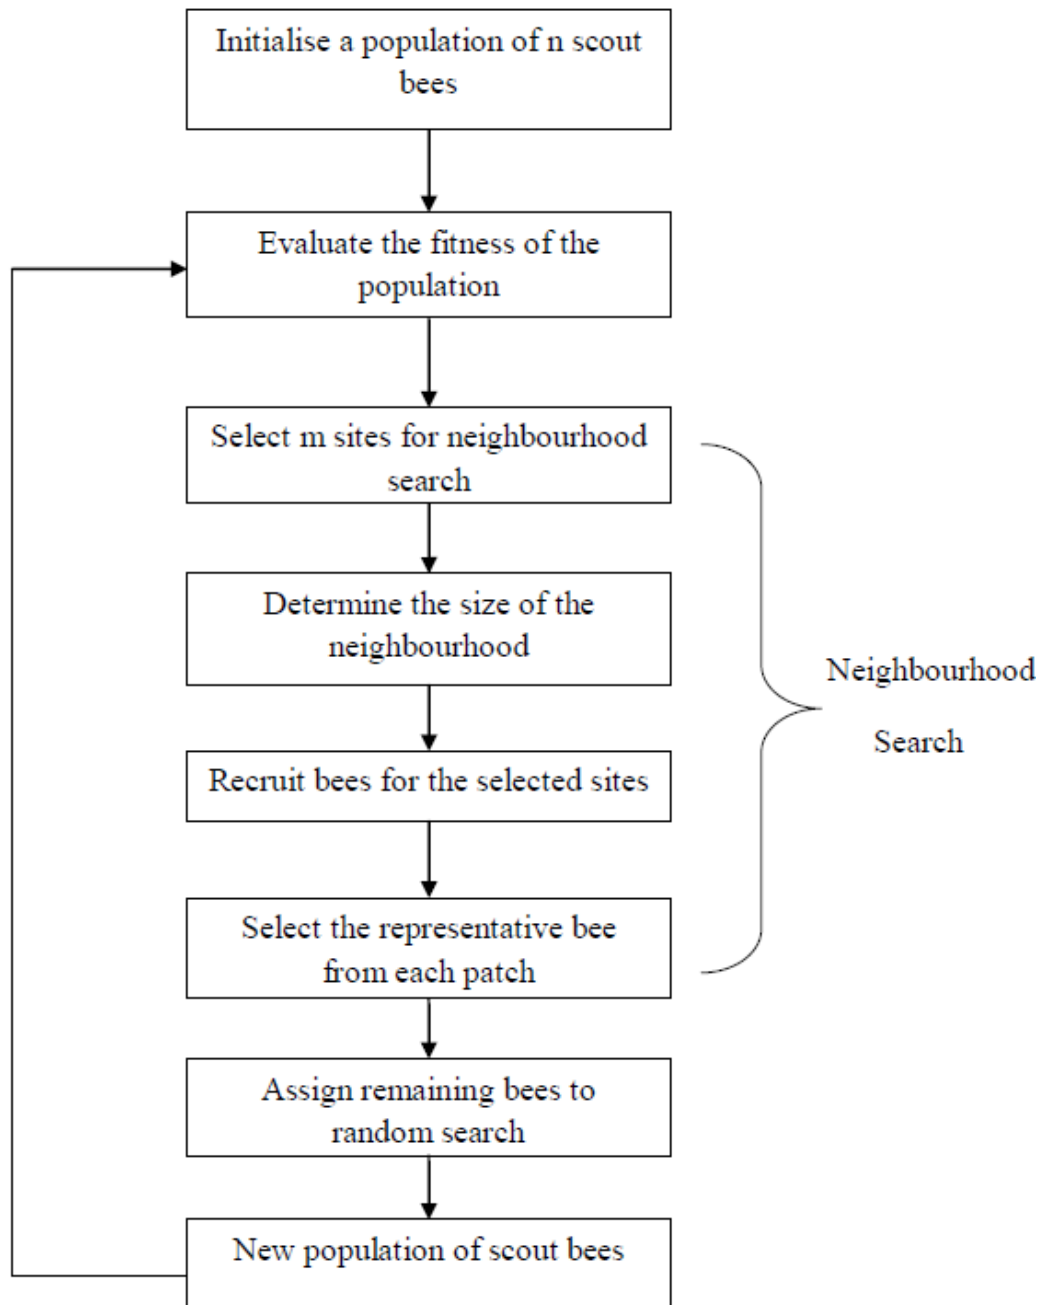 Initialise a population of n scout
bees
Evaluate the fitness of the
population
Select m sites for neighbourhood
search
Determine the size of the
neighbourhood
Recruit bees for the selected sites
Select the representative bee
from each patch
Neighbourhood
Search
Assign remaining bees to
random search
New population of scout bees